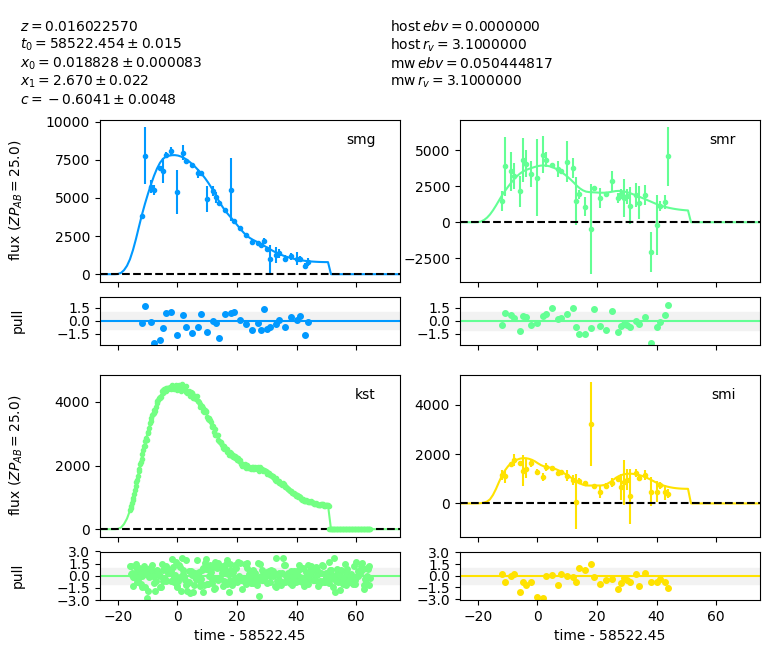 z = 0.016022570
t0 = 58522.454 ± 0.015
x0 = 0.018828 ± 0.000083
x1 = 2.670 ± 0.022
c = −0.6041 ± 0.0048
host ebv = 0.0000000
host rv = 3.1000000
mw ebv = 0.050444817
mw rv = 3.1000000
flux (ZPAB = 25.0)
10000
7500
5000
2500
0
smg
5000
2500
0
−2500
smr
pull
1.5
0.0
−1.5
1.5
0.0
−1.5
flux (ZPAB = 25.0)
4000
2000
0
kst
4000
2000
0
smi
pull
3.0
1.5
0.0
−1.5
−3.0
−20 0 20 40 60
time - 58522.45
3.0
1.5
0.0
−1.5
−3.0
−20 0 20 40 60
time - 58522.45